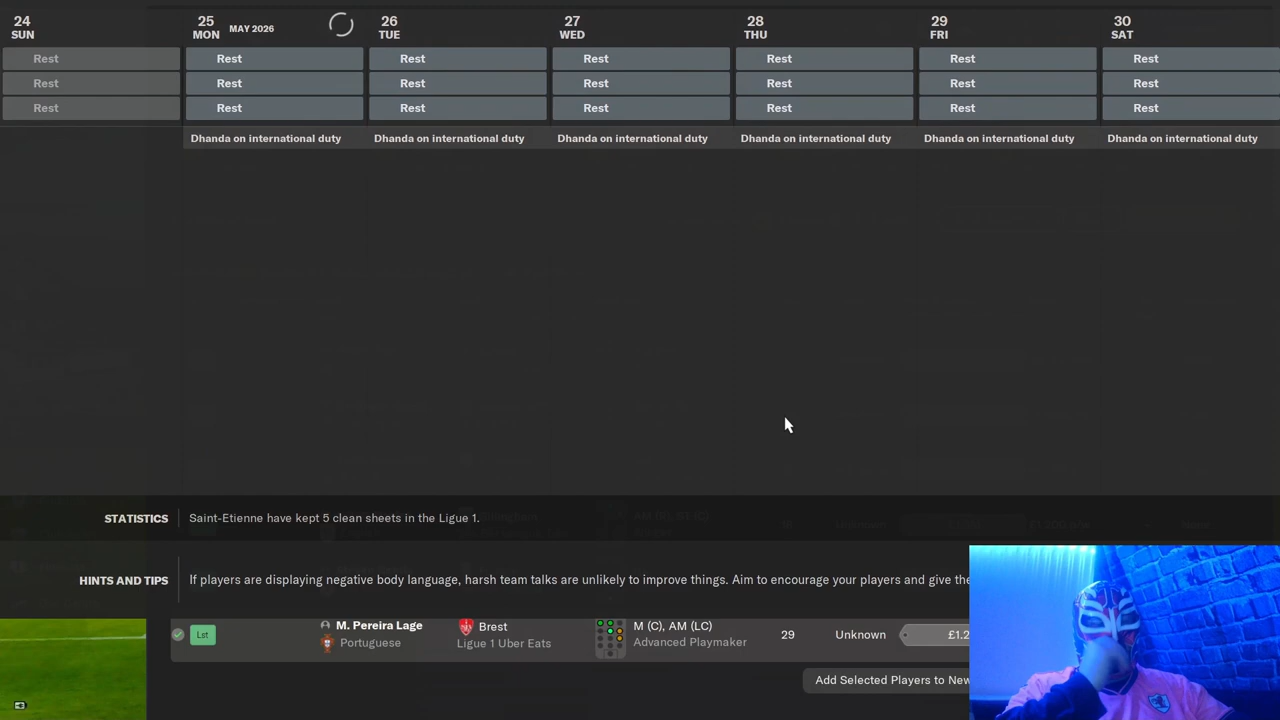 24
SUN
25
MON MAY 2026
26
TUE
27
WED
28
THU
29
FRI
30
SAT
Rest Rest Rest Rest Rest Rest Rest
Rest Rest Rest Rest Rest Rest Rest
Rest Rest Rest Rest Rest Rest Rest
Dhanda on international duty Dhanda on international duty Dhanda on international duty Dhanda on international duty Dhanda on international duty Dhanda on international duty
STATISTICS Saint-Etienne have kept 5 clean sheets in the Ligue 1.
HINTS AND TIPS If players are displaying negative body language, harsh team talks are unlikely to improve things. Aim to encourage your players and give the
Lst M. Pereira Lage Brest M (C), AM (LC) 29 Unknown £1.2
Portuguese Ligue 1 Uber Eats Advanced Playmaker
Add Selected Players to New